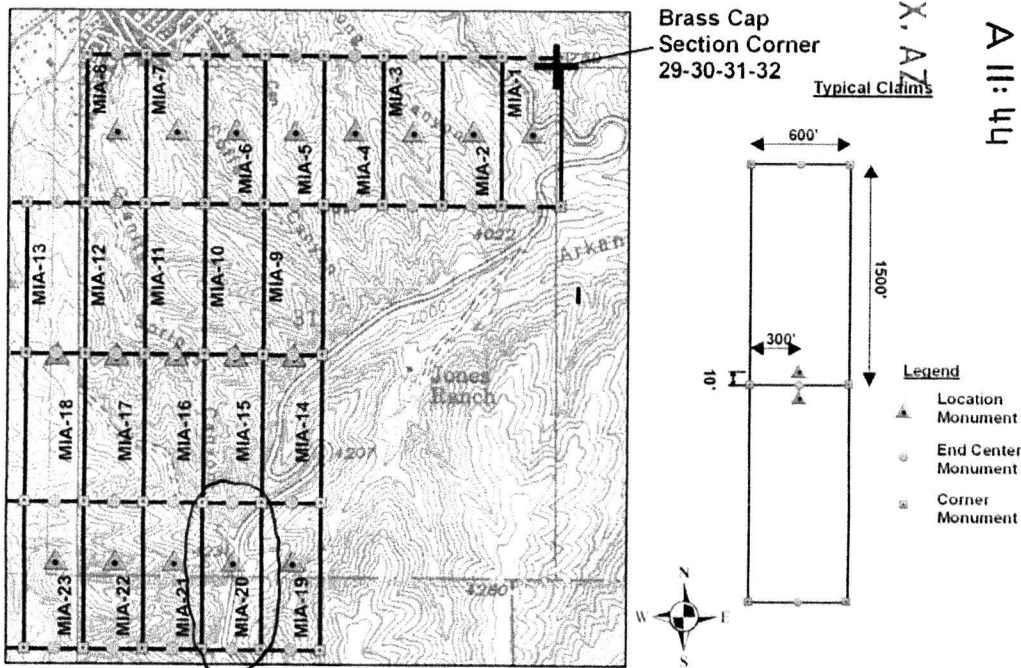 Brass Cap
Section Corner
29-30-31-32
A 11:44
X, AZ
Typical Claims
600'
1500'
300'
10'
Legend
Location
Monument
End Center
Monument
Corner
Monument
N
W E
S
MIA-8
MIA-7
MIA-6
MIA-5
MIA-4
MIA-3
MIA-2
MIA-1
MIA-13
MIA-12
MIA-11
MIA-10
MIA-9
4022
Arkan
31
Jones
Ranch
MIA-18
MIA-17
MIA-16
MIA-15
MIA-14
4207
MIA-23
MIA-22
MIA-21
MIA-20
MIA-19
4280